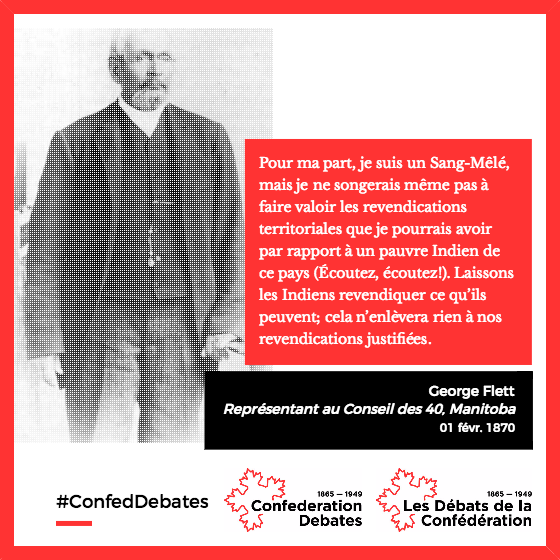 Pour ma part, je suis un Sang-Mêlé,
mais je ne songerais même pas à
faire valoir les revendications
territoriales que je pourrais avoir
par rapport à un pauvre Indien de
ce pays (Écoutez, écoutez!). Laissons
les Indiens revendiquer ce qu'ils
peuvent; cela n'enlèvera rien à nos
revendications justifiées.
George Flett
Représentant au Conseil des 40, Manitoba
01 févr. 1870
#ConfedDebates
1865 — 1949
Confederation
Debates
1865 — 1949
Les Débats de la
Confédération